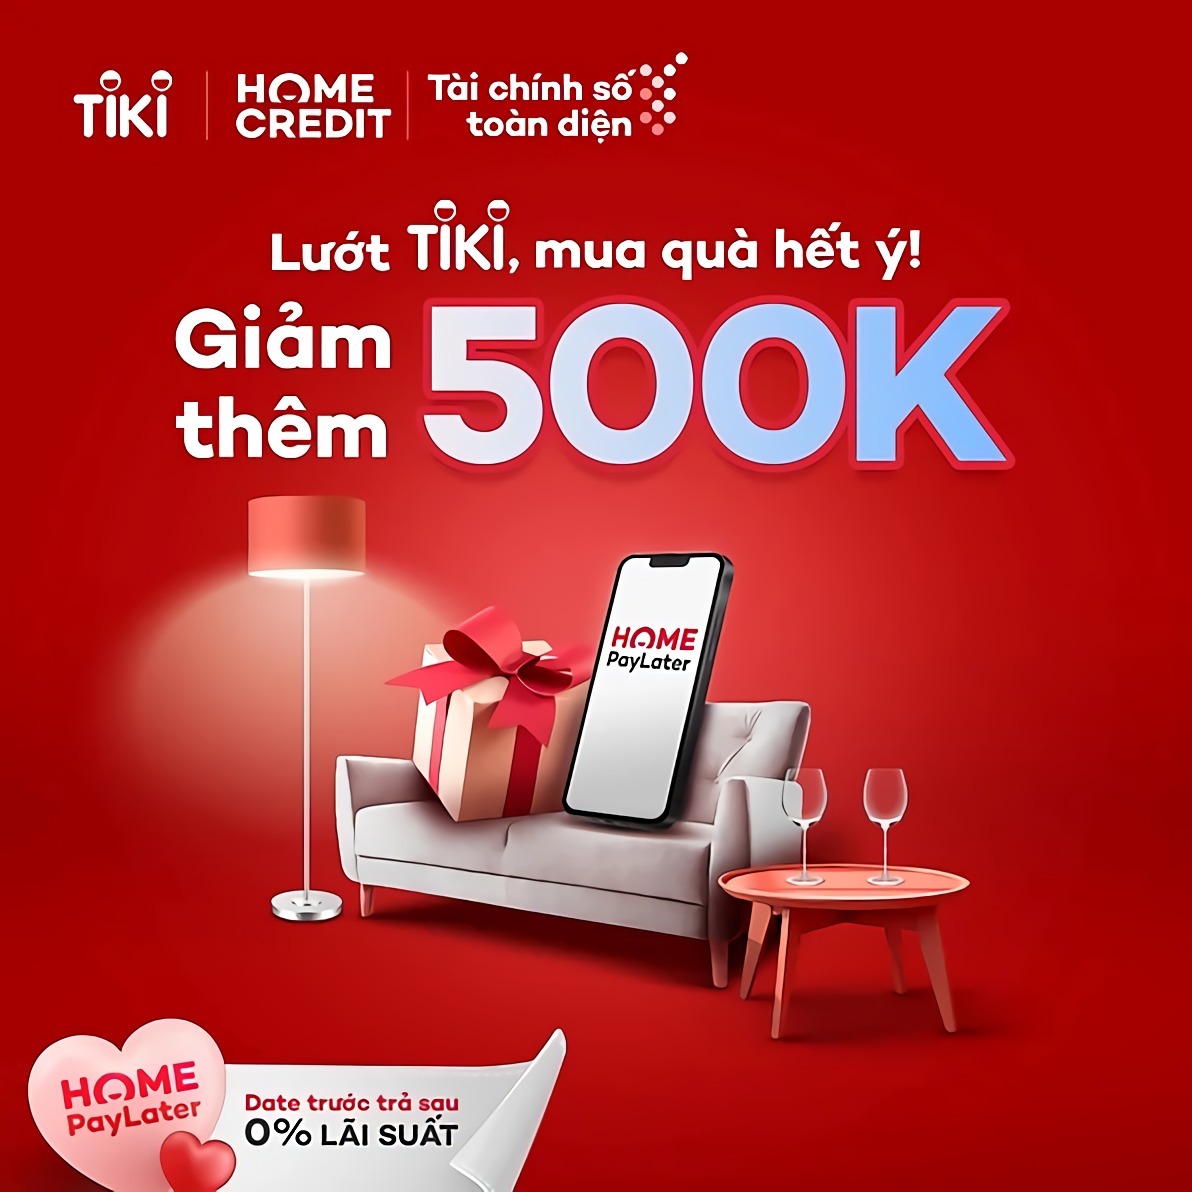 TIKI
HOME
CREDIT
Tài chính số
toàn diện
Lướt TIKI, mua quà hết ý!
Giảm
thêm
500K
HOME
PayLater
HOME
PayLater
Date trước trả sau
0% LÃI SUẤT